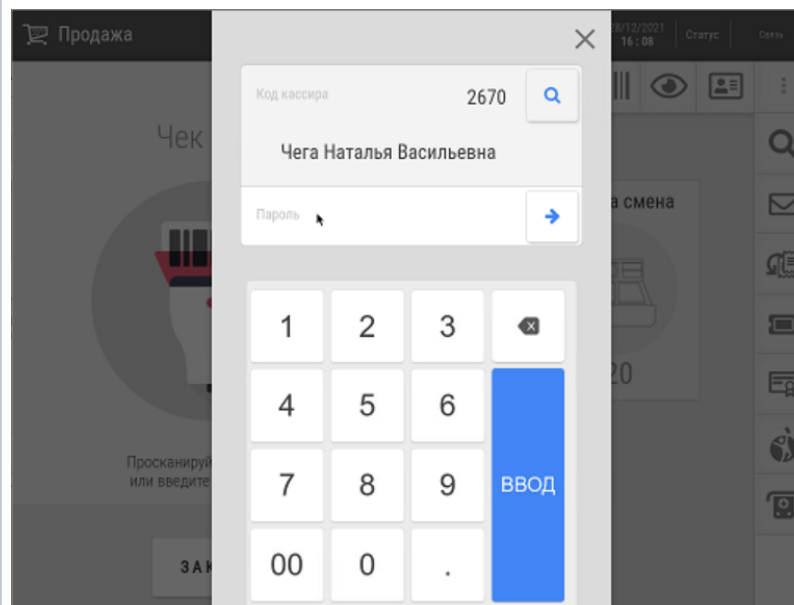 Продажа
28/12/2021
16 : 08
Статус
Связь
Код кассира
2670
Чега Наталья Васильевна
Пароль
Чек
а смена
1 2 3
4 5 6
20
7 8 9 ВВОД
Просканируй
или введите
00 0 .
ЗАК